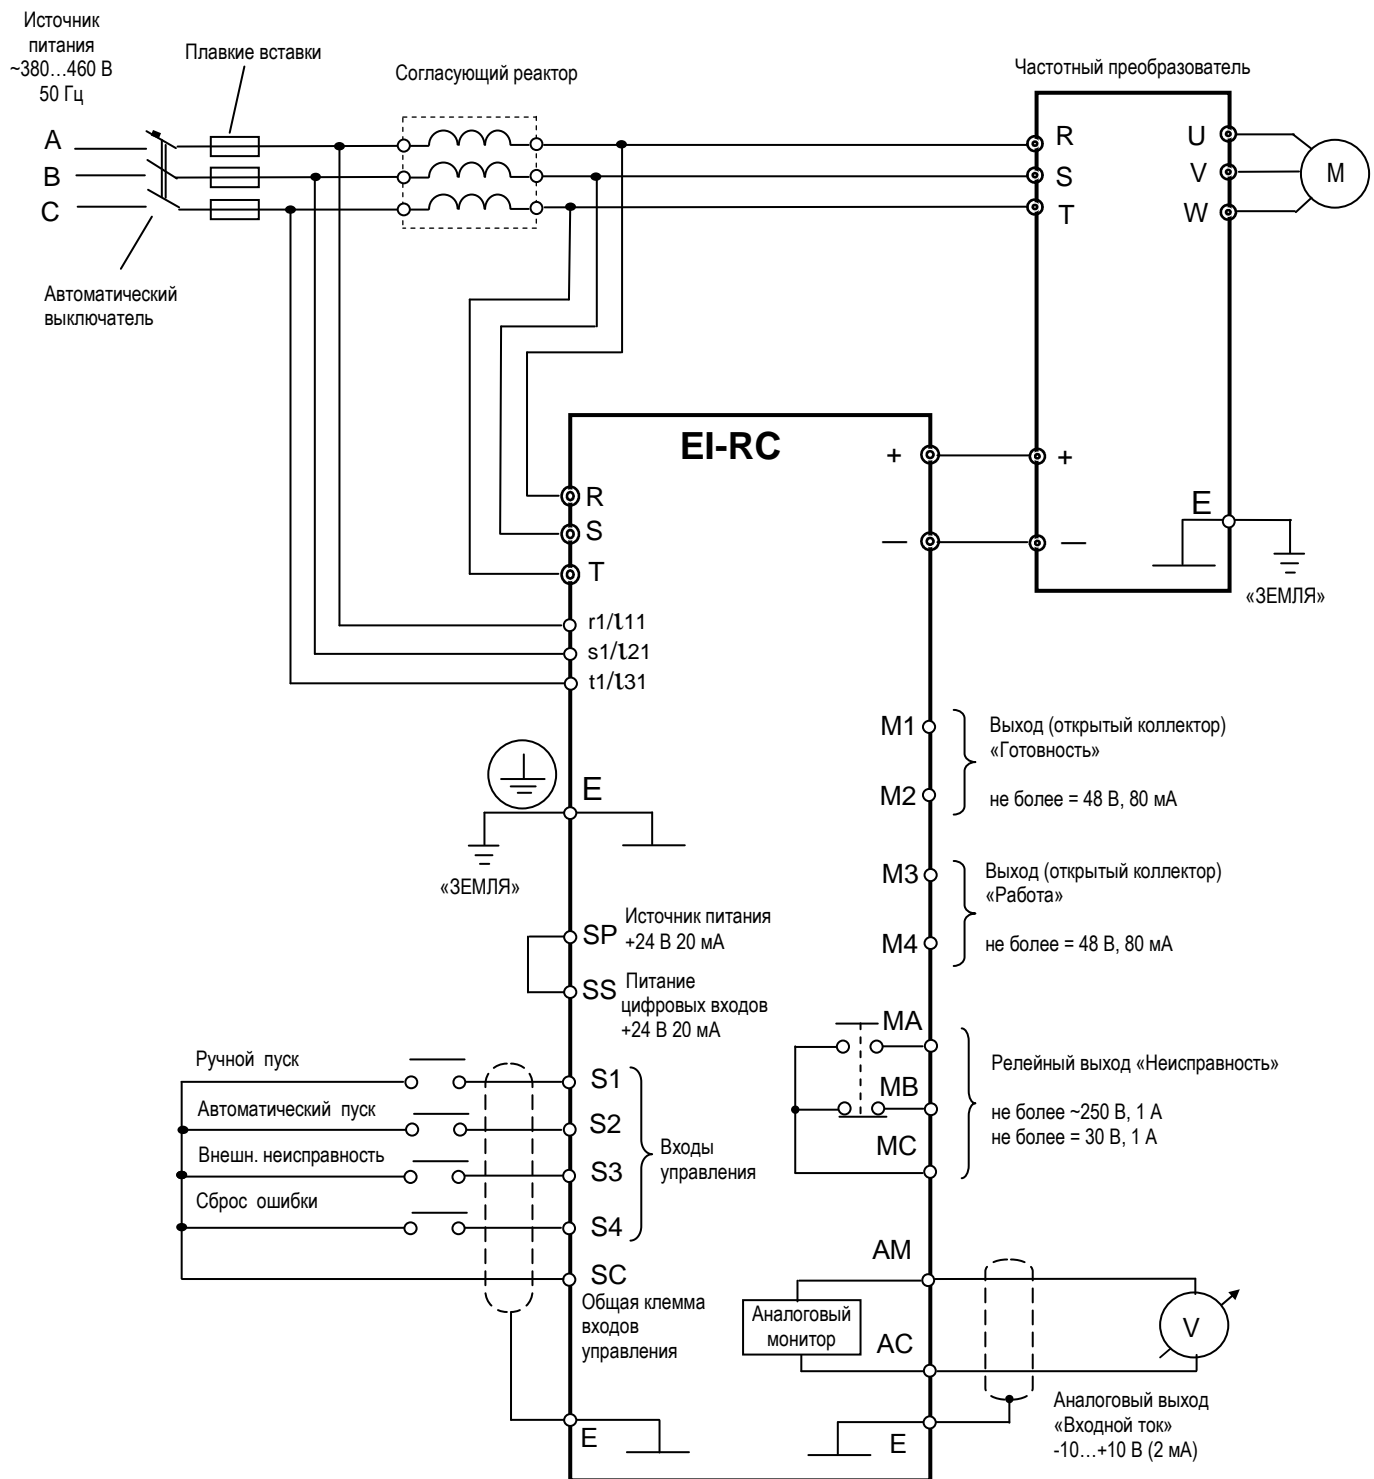 Источник
питания
~380…460 В
50 Гц
Плавкие вставки
Согласующий реактор
Частотный преобразователь
A
B
C
R
S
T
U
V
W
M
Автоматический
выключатель
EI-RC
+
—
+
—
E
«ЗЕМЛЯ»
R
S
T
r1/ℓ11
s1/ℓ21
t1/ℓ31
E
«ЗЕМЛЯ»
M1
M2
Выход (открытый коллектор)
«Готовность»
не более = 48 В, 80 мА
M3
M4
Выход (открытый коллектор)
«Работа»
не более = 48 В, 80 мА
SP
Источник питания
+24 В 20 мА
SS
Питание
цифровых входов
+24 В 20 мА
MA
MB
MC
Релейный выход «Неисправность»
не более ~250 В, 1 А
не более = 30 В, 1 А
Ручной пуск
S1
Автоматический пуск
S2
Внешн. неисправность
S3
Сброс ошибки
S4
Входы
управления
SC
Общая клемма
входов
управления
E
AM
Аналоговый
монитор
AC
V
E
Аналоговый выход
«Входной ток»
-10…+10 В (2 мА)